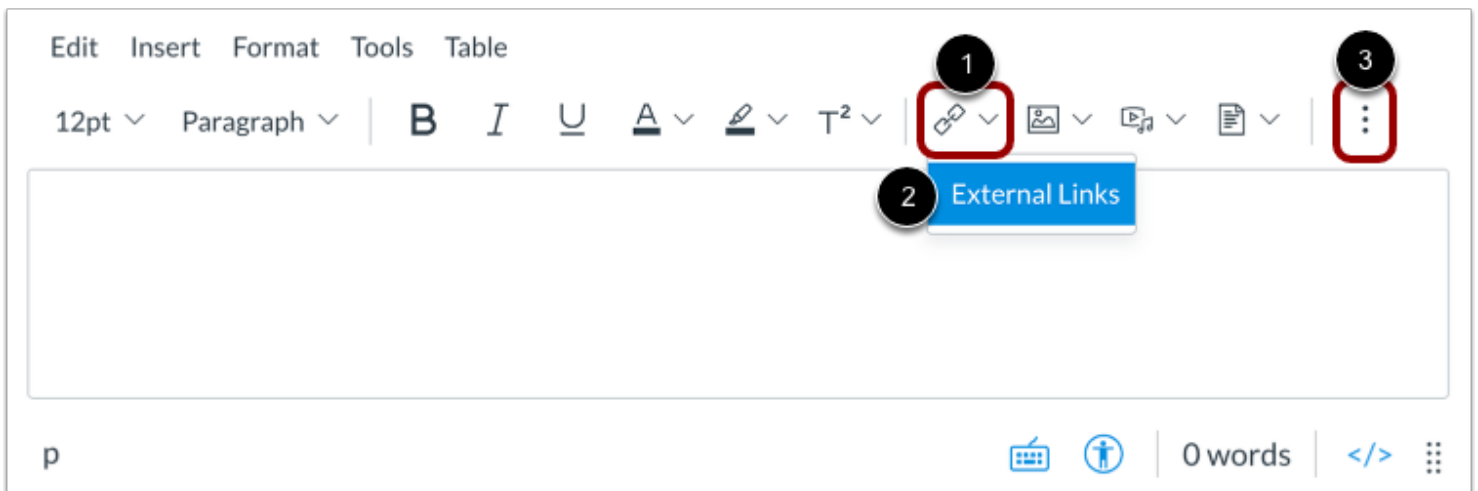 Edit Insert Format Tools Table
1 3
12pt Paragraph B I U A T²
2 External Links
p 0 words </>